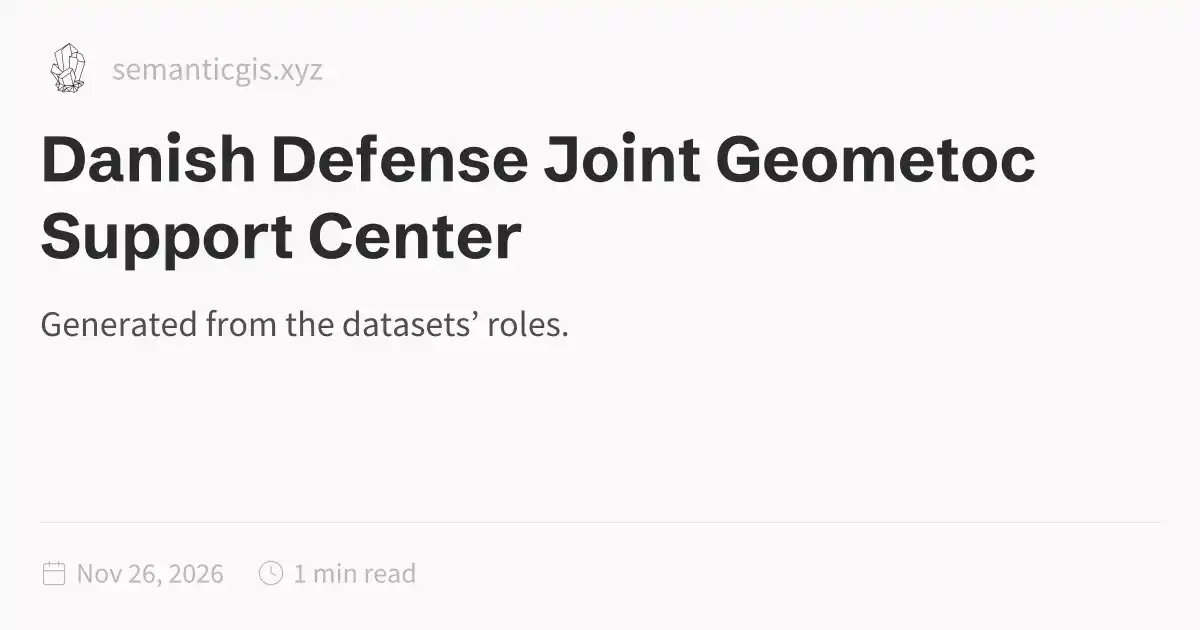 semanticgis.xyz
Danish Defense Joint Geometoc
Support Center
Generated from the datasets’ roles.
Nov 26, 2026 1 min read